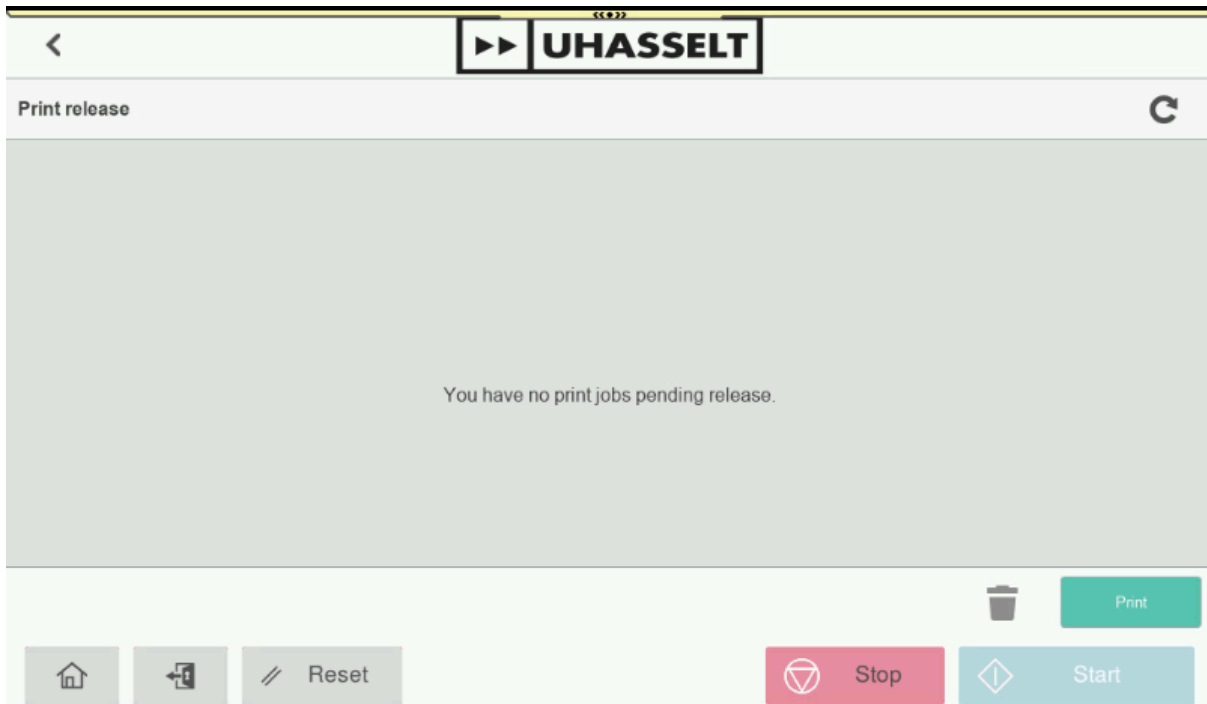 UHASSELT
Print release
You have no print jobs pending release.
Print
Reset
Stop
Start